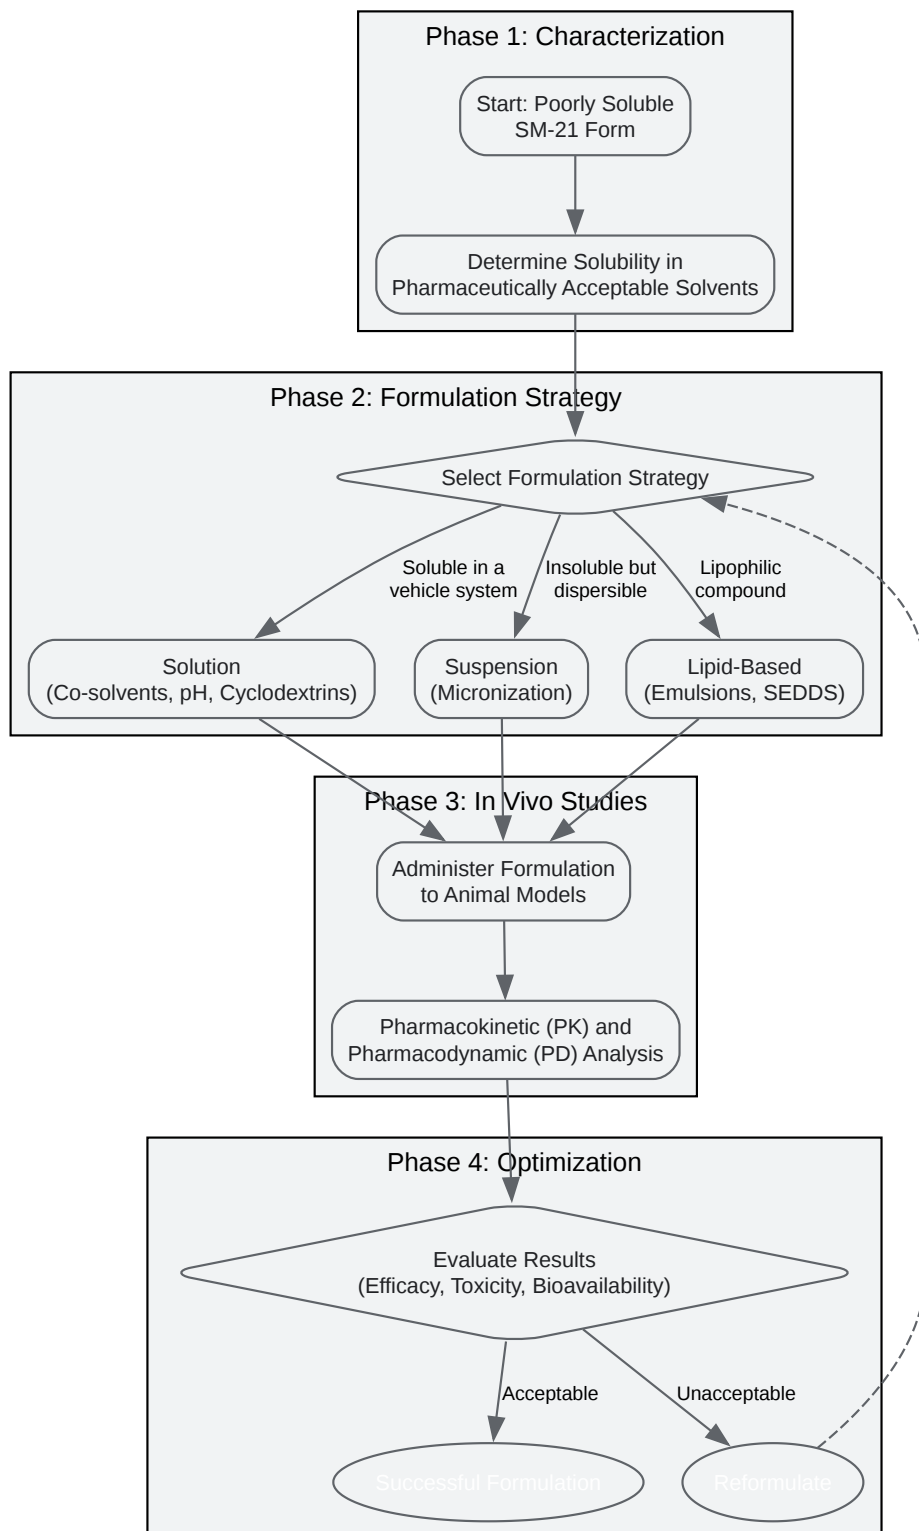 Phase 1: Characterization
Start: Poorly Soluble
SM-21 Form
Determine Solubility in
Pharmaceutically Acceptable Solvents
Phase 2: Formulation Strategy
Select Formulation Strategy
Soluble in a
vehicle system
Insoluble but
dispersible
Lipophilic
compound
Solution
(Co-solvents, pH, Cyclodextrins)
Suspension
(Micronization)
Lipid-Based
(Emulsions, SEDDS)
Phase 3: In Vivo Studies
Administer Formulation
to Animal Models
Pharmacokinetic (PK) and
Pharmacodynamic (PD) Analysis
Phase 4: Optimization
Evaluate Results
(Efficacy, Toxicity, Bioavailability)
Acceptable
Unacceptable
Successful Formulation
Reformulate